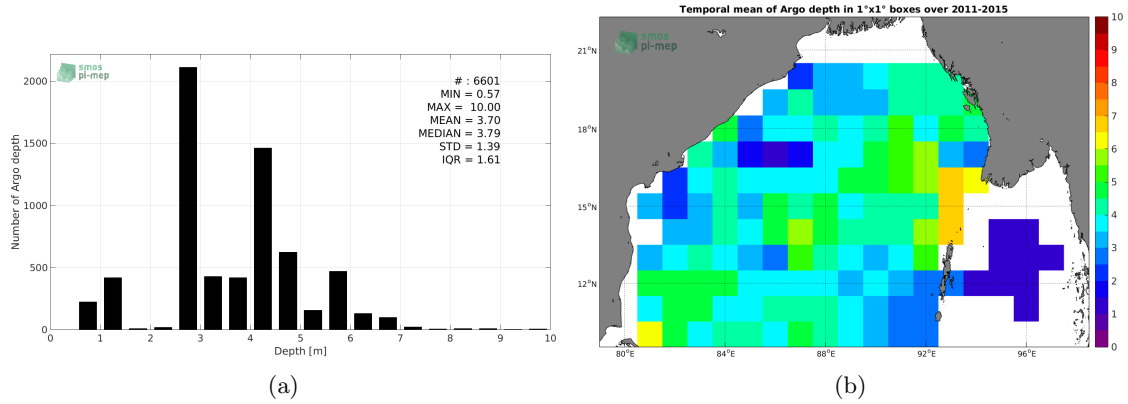 smos
pi-mep
# : 6601
MIN = 0.57
MAX = 10.00
MEAN = 3.70
MEDIAN = 3.79
STD = 1.39
IQR = 1.61
Number of Argo depth
2000
1500
1000
500
0
0 1 2 3 4 5 6 7 8 9 10
Depth [m]
(a)
Temporal mean of Argo depth in 1°x1° boxes over 2011-2015
smos
pi-mep
21°N
18°N
15°N
12°N
80°E 84°E 88°E 92°E 96°E
10
9
8
7
6
5
4
3
2
1
0
(b)